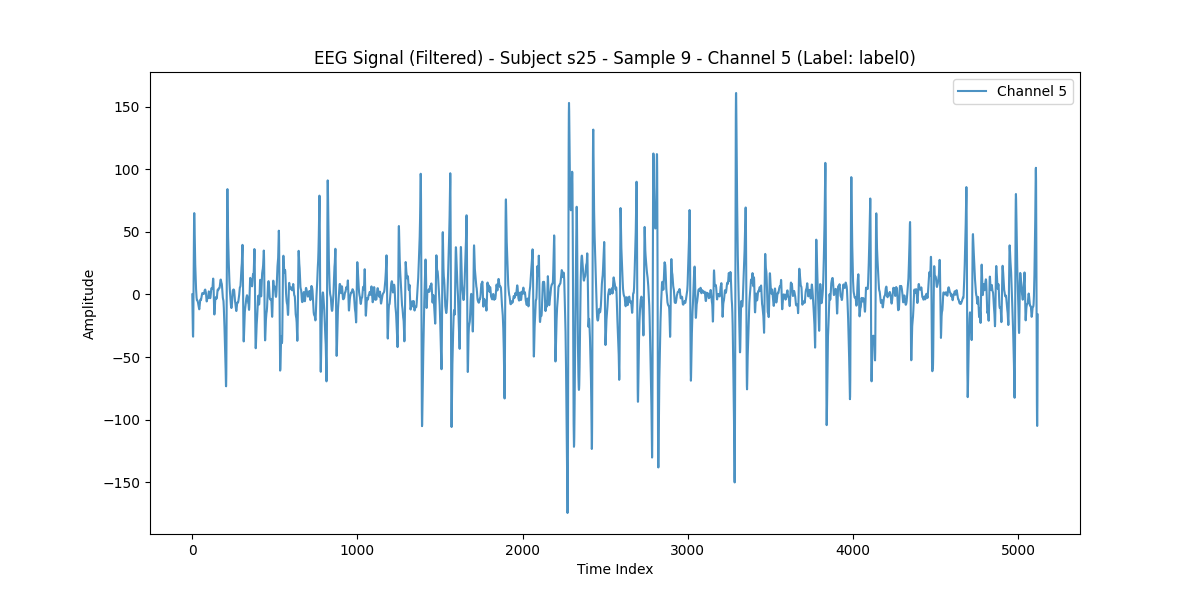 EEG Signal (Filtered) - Subject s25 - Sample 9 - Channel 5 (Label: label0)
Channel 5
150
100
50
0
−50
−100
−150
Amplitude
0 1000 2000 3000 4000 5000
Time Index